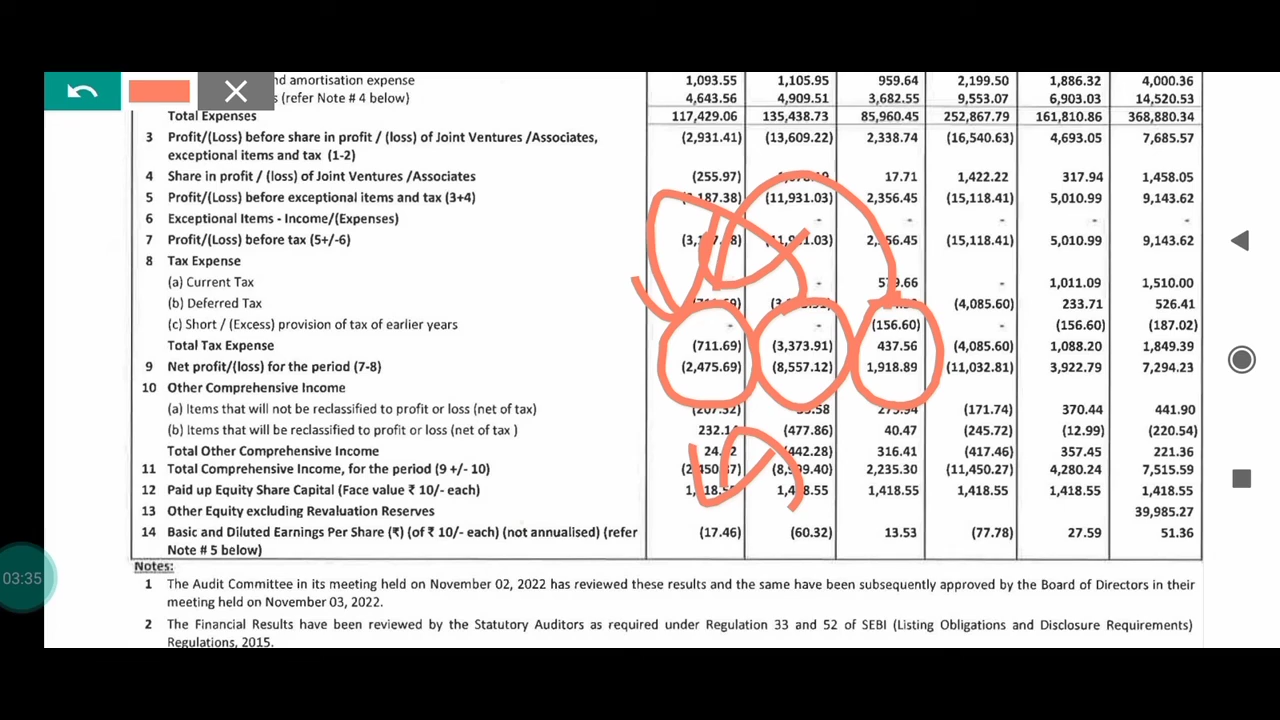 nd amortisation expense 1,093.55 1,105.95 959.64 2,199.50 1,886.32 4,000.36
s (refer Note # 4 below) 4,643.56 4,909.51 3,682.55 9,553.07 6,903.03 14,520.53
Total Expenses 117,429.06 135,438.73 85,960.45 252,867.79 161,810.86 368,880.34
3 Profit/(Loss) before share in profit / (loss) of Joint Ventures /Associates, (2,931.41) (13,609.22) 2,338.74 (16,540.63) 4,693.05 7,685.57
exceptional items and tax (1-2)
4 Share in profit / (loss) of Joint Ventures /Associates (255.97) 17.71 1,422.22 317.94 1,458.05
5 Profit/(Loss) before exceptional items and tax (3+4) (11,931.03) 2,356.45 (15,118.41) 5,010.99 9,143.62
6 Exceptional Items - Income/(Expenses) - - - - -
7 Profit/(Loss) before tax (5+/-6) 2,356.45 (15,118.41) 5,010.99 9,143.62
8 Tax Expense
(a) Current Tax - 579.66 - 1,011.09 1,510.00
(b) Deferred Tax (4,085.60) 233.71 526.41
(c) Short / (Excess) provision of tax of earlier years - - (156.60) - (156.60) (187.02)
Total Tax Expense (711.69) (3,373.91) 437.56 (4,085.60) 1,088.20 1,849.39
9 Net profit/(loss) for the period (7-8) (2,475.69) (8,557.12) 1,918.89 (11,032.81) 3,922.79 7,294.23
10 Other Comprehensive Income
(a) Items that will not be reclassified to profit or loss (net of tax) (207.52) 273.94 (171.74) 370.44 441.90
(b) Items that will be reclassified to profit or loss (net of tax ) 232.14 (477.86) 40.47 (245.72) (12.99) (220.54)
Total Other Comprehensive Income (442.28) 316.41 (417.46) 357.45 221.36
11 Total Comprehensive Income, for the period (9 +/- 10) 2,235.30 (11,450.27) 4,280.24 7,515.59
12 Paid up Equity Share Capital (Face value ₹ 10/- each) 1,418.55 1,418.55 1,418.55 1,418.55 1,418.55 1,418.55
13 Other Equity excluding Revaluation Reserves 39,985.27
14 Basic and Diluted Earnings Per Share (₹) (of ₹ 10/- each) (not annualised) (refer (17.46) (60.32) 13.53 (77.78) 27.59 51.36
Note # 5 below)
Notes:
1 The Audit Committee in its meeting held on November 02, 2022 has reviewed these results and the same have been subsequently approved by the Board of Directors in their
meeting held on November 03, 2022.
2 The Financial Results have been reviewed by the Statutory Auditors as required under Regulation 33 and 52 of SEBI (Listing Obligations and Disclosure Requirements)
Regulations, 2015.
03:35